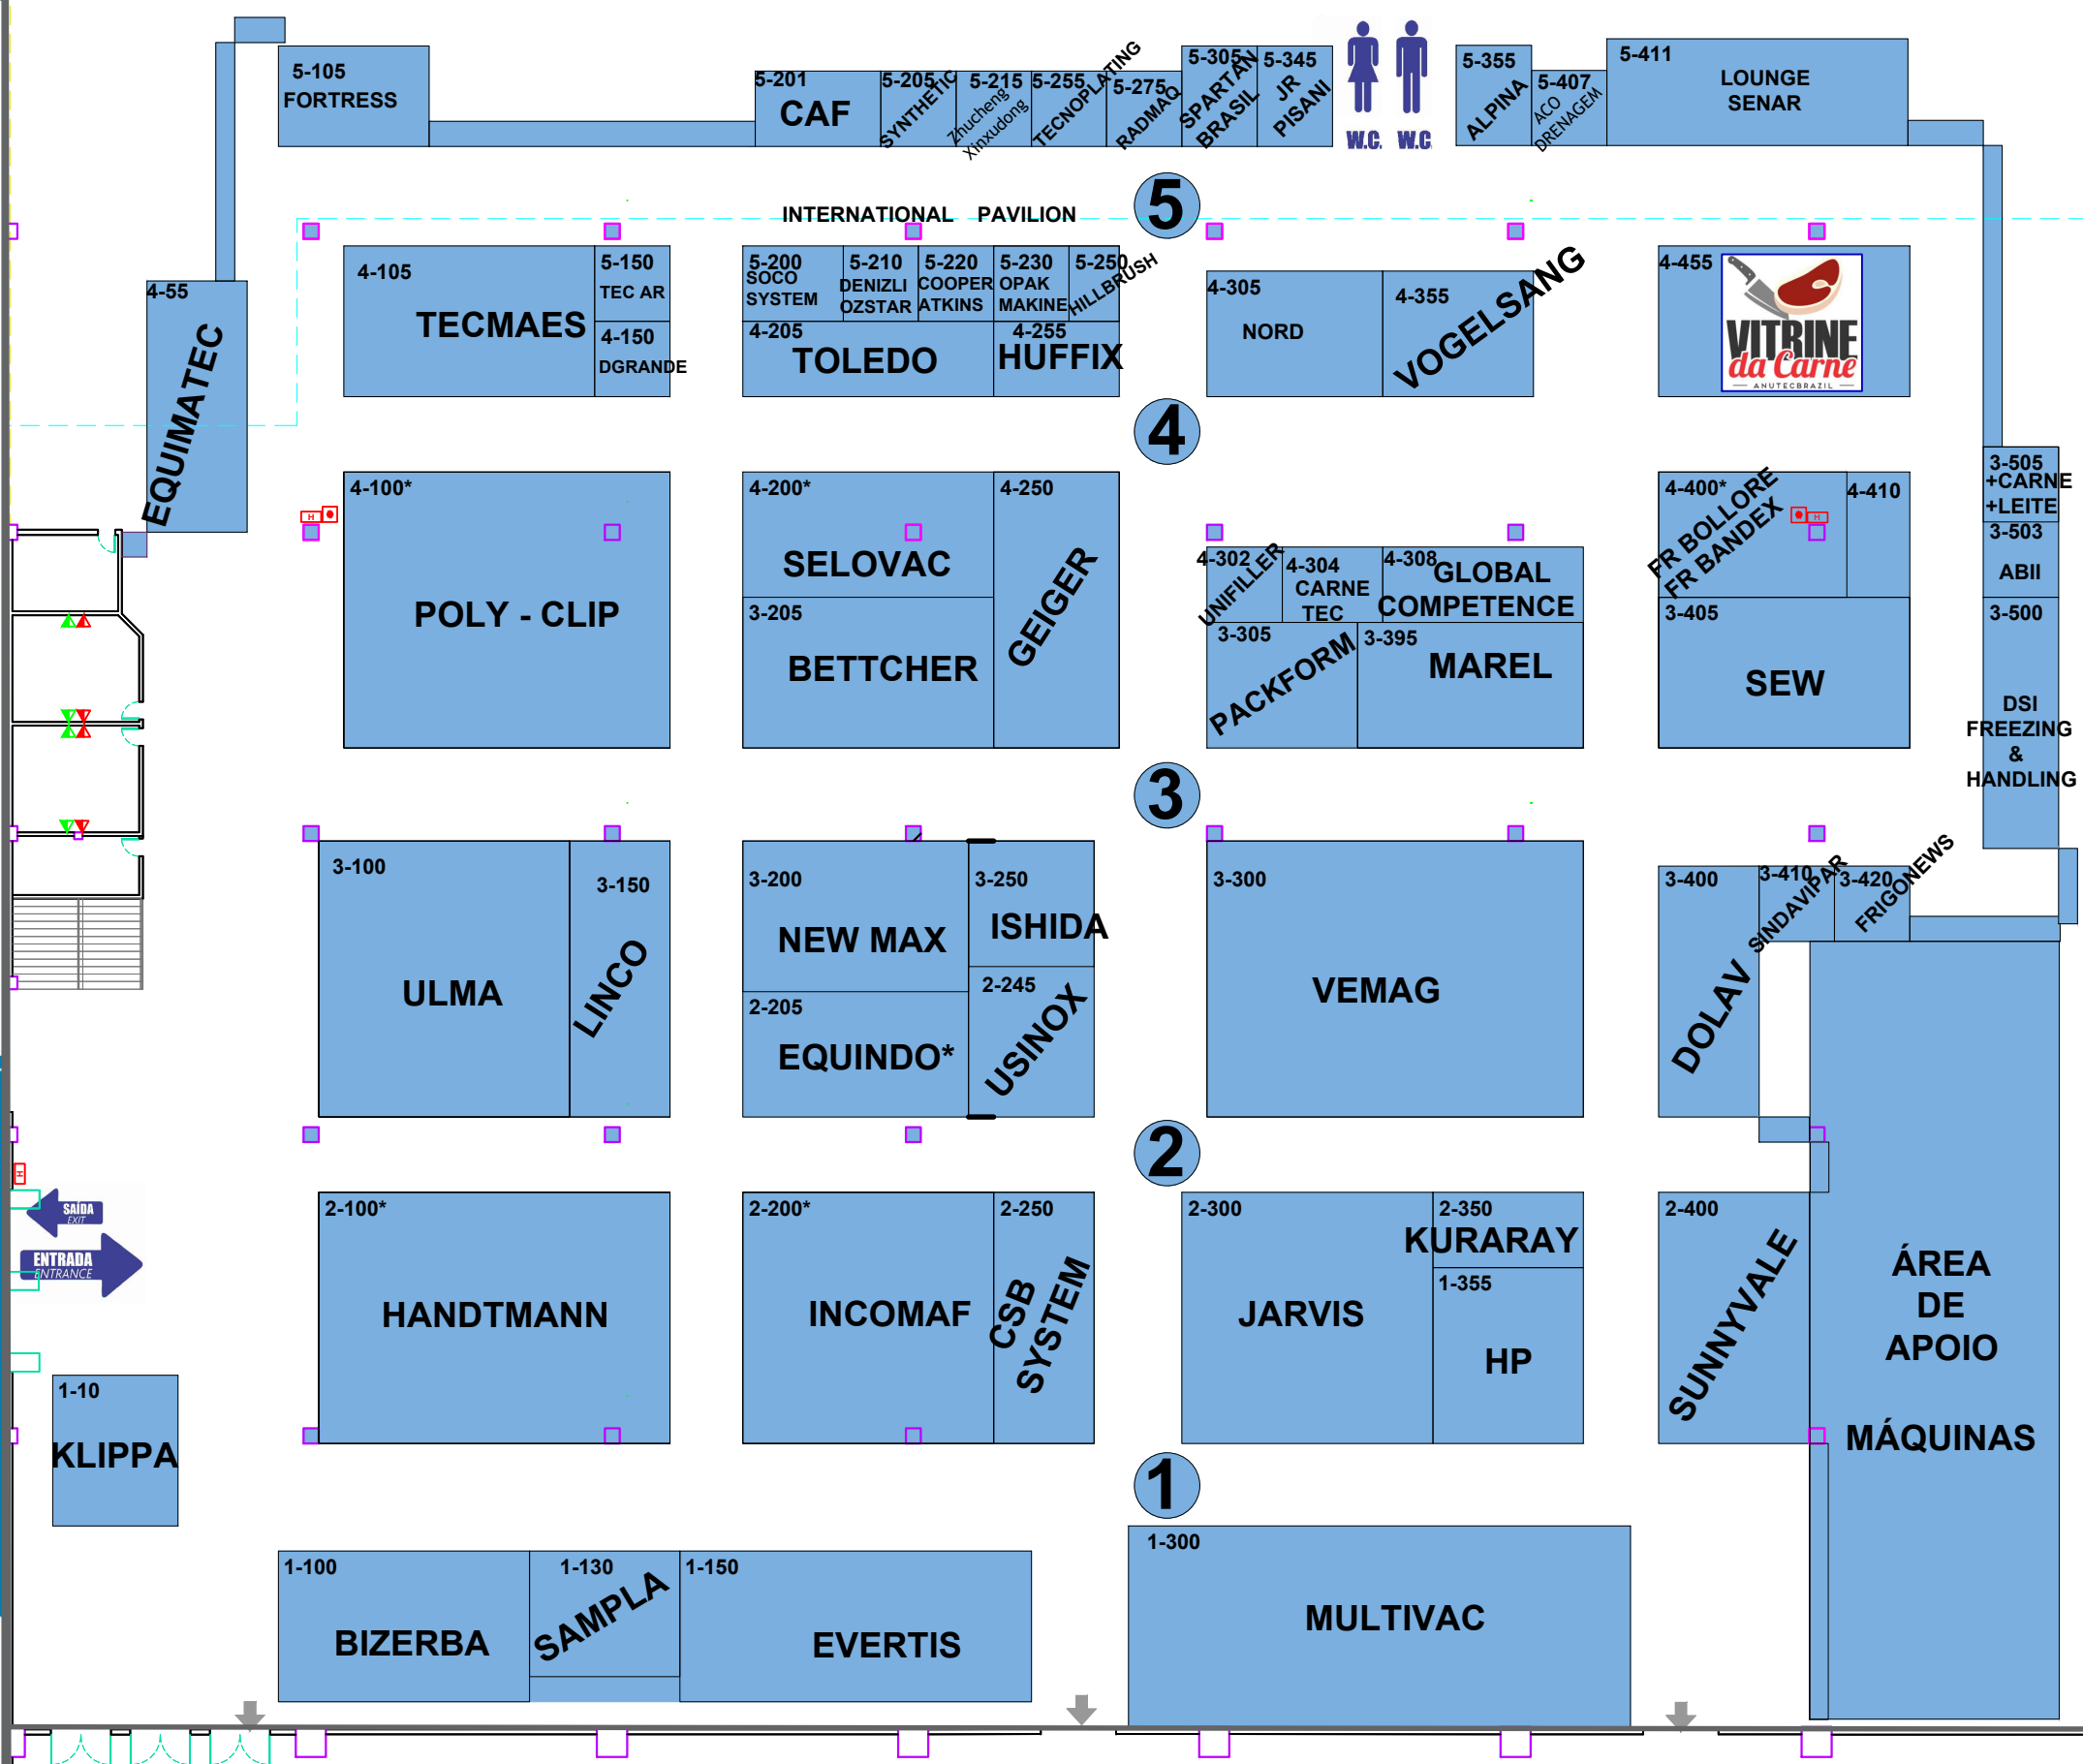 5-105
FORTRESS
5-201
CAF
5-205
SYNTHETIC
5-215
Zhucheng
Xinxudong
5-255
TECNOPLATING
5-275
RADMAQ
5-305
SPARTAN
BRASIL
5-345
JR
PISANI
W.C.
W.C.
5-355
ALPINA
5-407
ACO
DRENAGEM
5-411
LOUNGE
SENAR
5
INTERNATIONAL PAVILION
4-55
EQUIMATEC
4-105
TECMAES
5-150
TEC AR
4-150
DGRANDE
5-200
SOCO
SYSTEM
5-210
DENIZLI
OZSTAR
5-220
COOPER
ATKINS
5-230
OPAK
MAKINE
5-250
HILLBRUSH
4-205
TOLEDO
4-255
HUFFIX
4-305
NORD
4-355
VOGELSANG
4-455
VITRINE
da Carne
ANUTECBRAZIL
4
4-100*
POLY - CLIP
4-200*
SELOVAC
3-205
BETTCHER
4-250
GEIGER
4-302
UNIFILLER
4-304
CARNE
TEC
4-308
GLOBAL
COMPETENCE
3-305
PACKFORM
3-395
MAREL
4-400*
FR BOLLORE
FR BANDEX
4-410
3-405
SEW
3-505
+CARNE
+LEITE
3-503
ABII
3-500
DSI
FREEZING
&
HANDLING
H
H
3
3-100
ULMA
3-150
LINCO
3-200
NEW MAX
3-250
ISHIDA
2-205
EQUINDO*
2-245
USINOX
3-300
VEMAG
3-400
DOLAV
3-410
SINDAVIPAR
3-420
FRIGONEWS
2
H
SAÍDA
EXIT
ENTRADA
ENTRANCE
2-100*
HANDTMANN
2-200*
INCOMAF
2-250
CSB
SYSTEM
2-300
JARVIS
2-350
KURARAY
1-355
HP
2-400
SUNNYVALE
ÁREA
DE
APOIO
MÁQUINAS
1-10
KLIPPA
1
1-100
BIZERBA
1-130
SAMPLA
1-150
EVERTIS
1-300
MULTIVAC